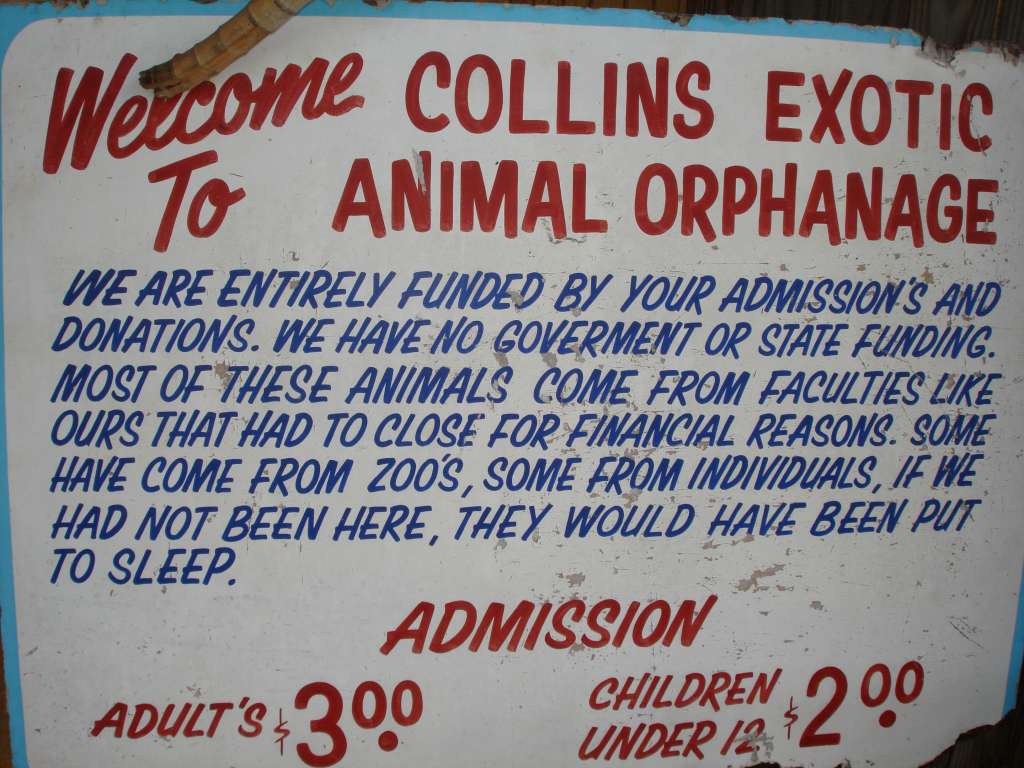 Welcome COLLINS EXOTIC
To ANIMAL ORPHANAGE
WE ARE ENTIRELY FUNDED BY YOUR ADMISSION'S AND
DONATIONS. WE HAVE NO GOVERMENT OR STATE FUNDING.
MOST OF THESE ANIMALS COME FROM FACULTIES LIKE
OURS THAT HAD TO CLOSE FOR FINANCIAL REASONS. SOME
HAVE COME FROM ZOO'S, SOME FROM INDIVIDUALS, IF WE
HAD NOT BEEN HERE, THEY WOULD HAVE BEEN PUT
TO SLEEP.
ADMISSION
ADULT'S $3.00
CHILDREN
UNDER 12 $2.00